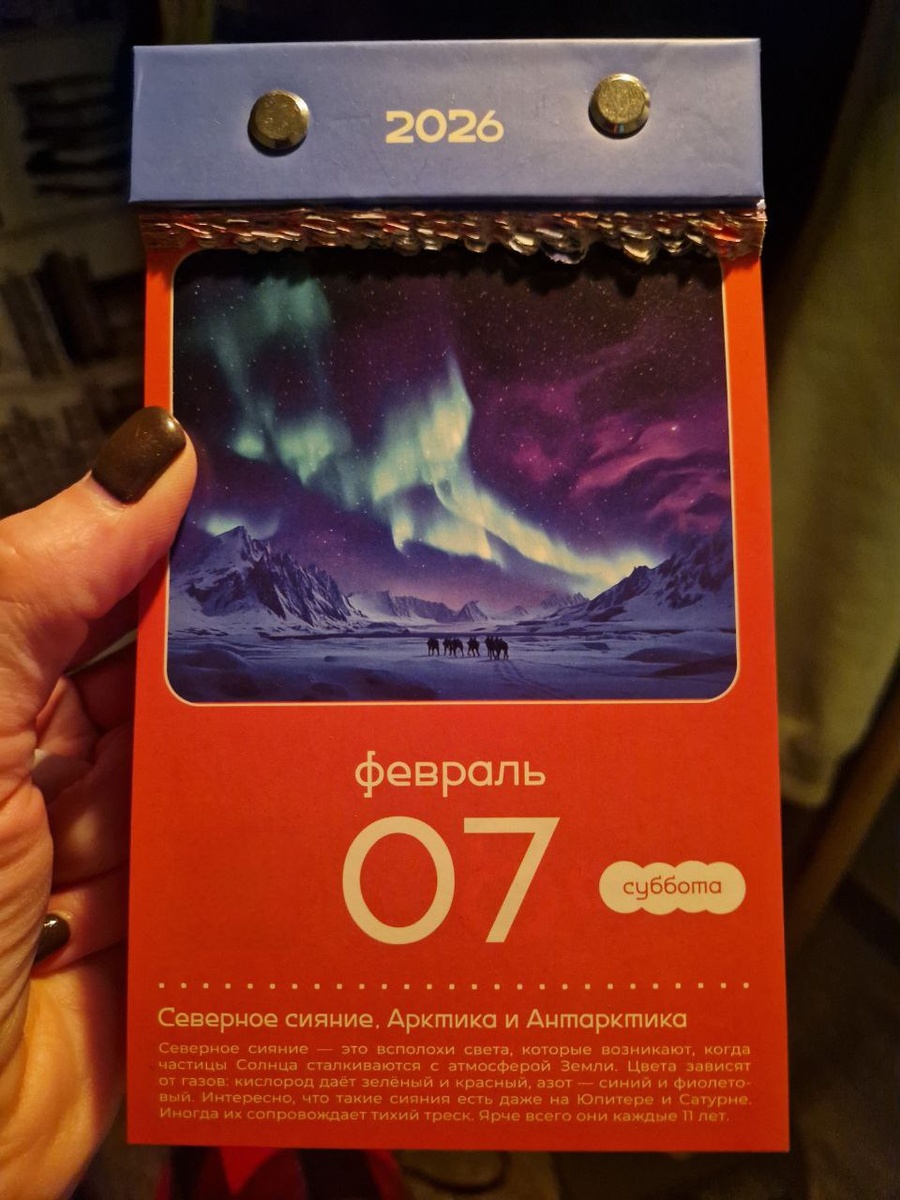 2026
февраль
07
суббота
Северное сияние, Арктика и Антарктика
Северное сияние — это всполохи света, которые возникают, когда
частицы Солнца сталкиваются с атмосферой Земли. Цвета зависят
от газов: кислород даёт зелёный и красный, азот — синий и фиолето-
вый. Интересно, что такие сияния есть даже на Юпитере и Сатурне.
Иногда их сопровождает тихий треск. Ярче всего они каждые 11 лет.